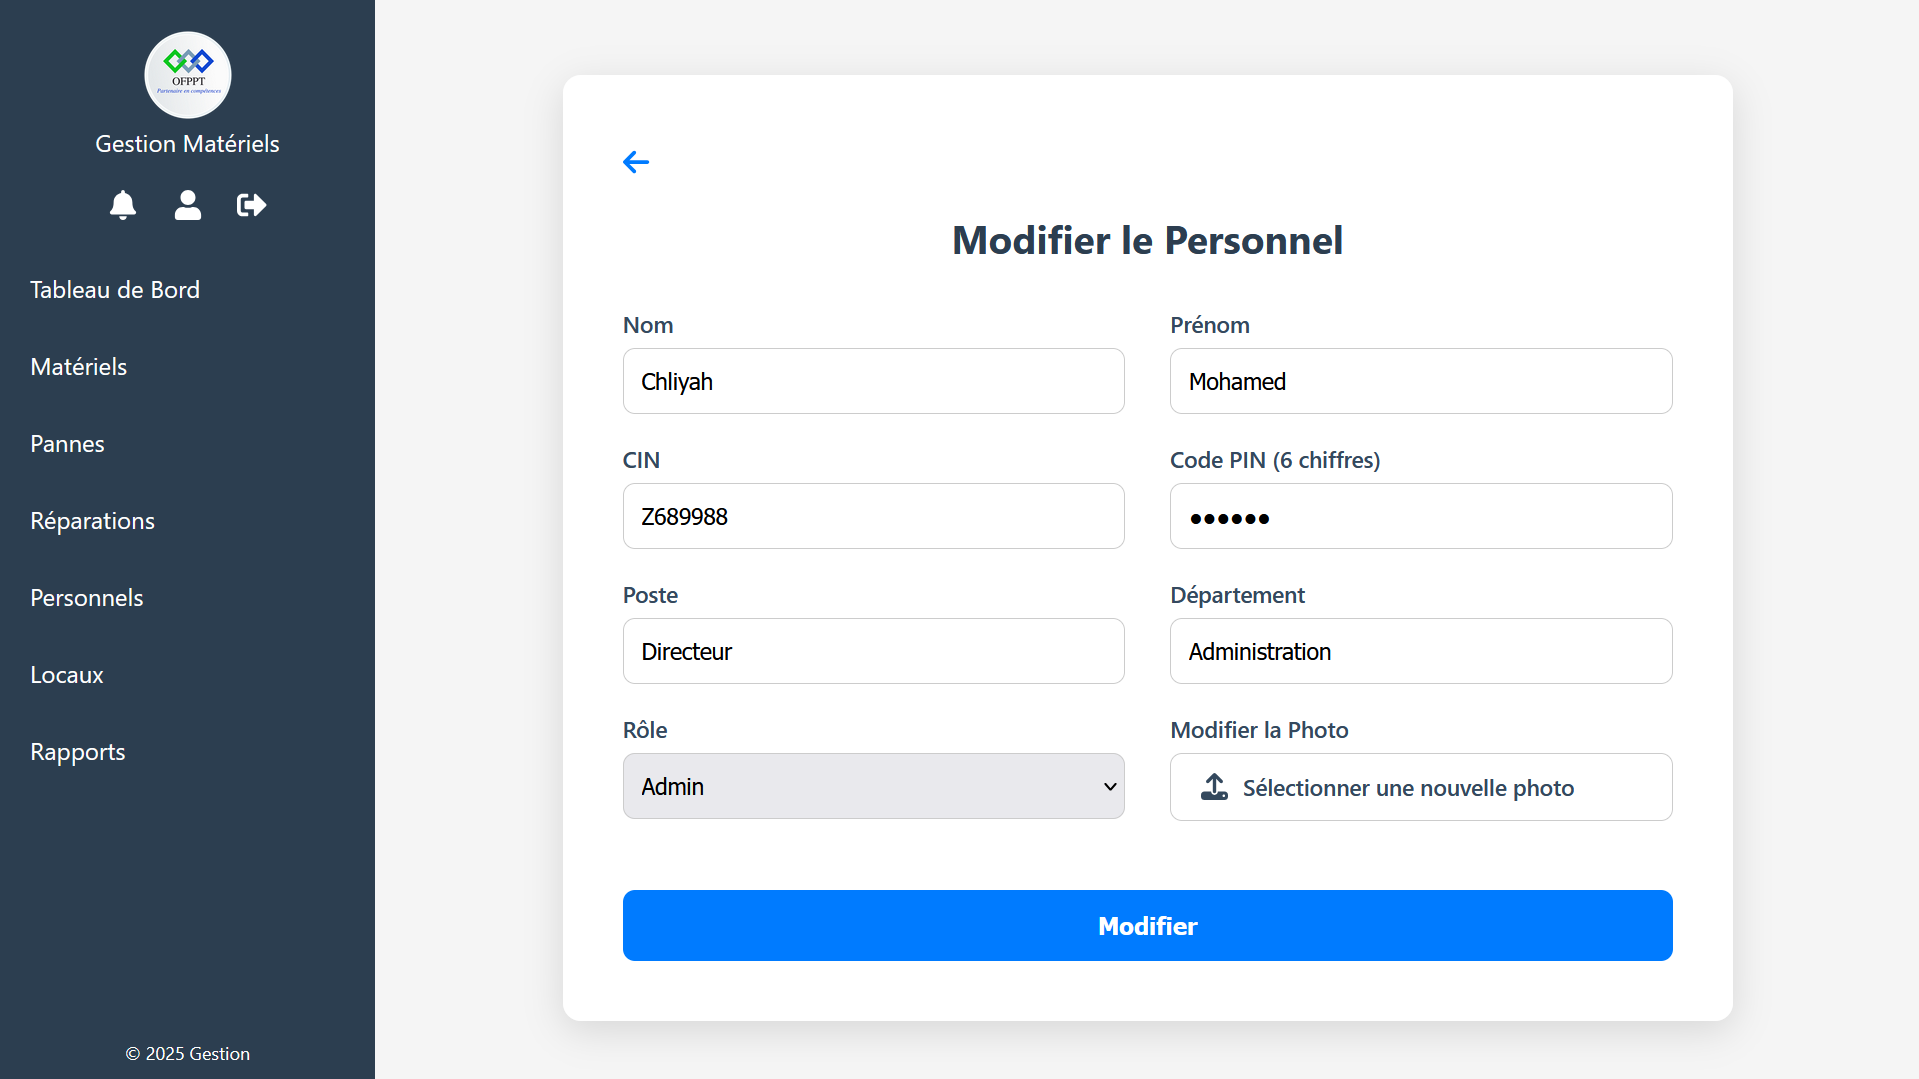 OFPPT
Partenaire en compétences
Gestion Matériels
Tableau de Bord
Matériels
Pannes
Réparations
Personnels
Locaux
Rapports
© 2025 Gestion
Modifier le Personnel
Nom
Prénom
Chliyah
Mohamed
CIN
Code PIN (6 chiffres)
Z689988
••••••
Poste
Département
Directeur
Administration
Rôle
Modifier la Photo
Admin
Sélectionner une nouvelle photo
Modifier